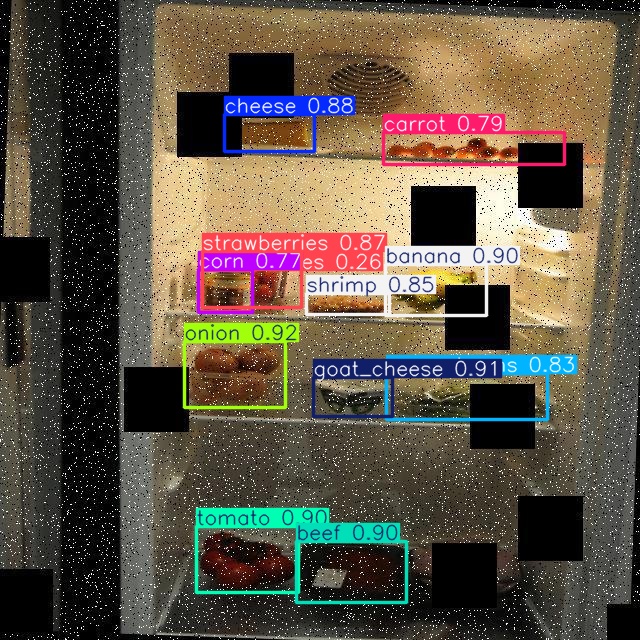 cheese 0.88
carrot 0.79
strawberries 0.87
corn 0.77
es 0.26
banana 0.90
shrimp 0.85
onion 0.92
goat_cheese 0.91
s 0.83
tomato 0.90
beef 0.90